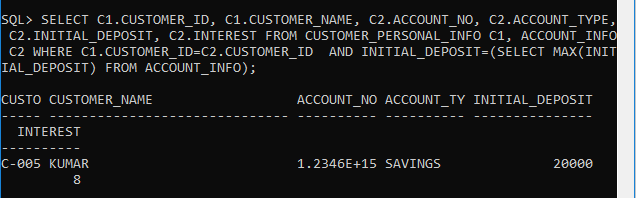 SQL> SELECT C1.CUSTOMER_ID, C1.CUSTOMER_NAME, C2.ACCOUNT_NO, C2.ACCOUNT_TYPE,
 C2.INITIAL_DEPOSIT, C2.INTEREST FROM CUSTOMER_PERSONAL_INFO C1, ACCOUNT_INFO
 C2 WHERE C1.CUSTOMER_ID=C2.CUSTOMER_ID  AND INITIAL_DEPOSIT=(SELECT MAX(INIT
IAL_DEPOSIT) FROM ACCOUNT_INFO);
CUSTO CUSTOMER_NAME                  ACCOUNT_NO ACCOUNT_TY INITIAL_DEPOSIT
----- ------------------------------ ---------- ---------- ---------------
  INTEREST
----------
C-005 KUMAR                          1.2346E+15 SAVINGS              20000
         8